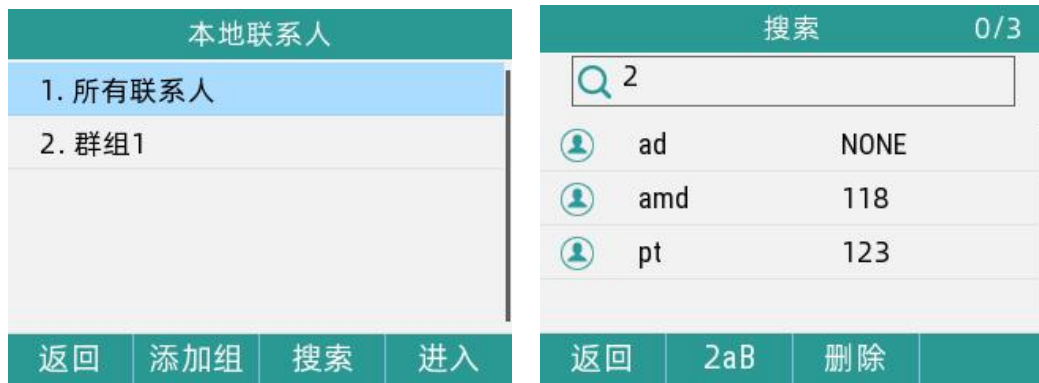 本地联系人
1. 所有联系人
2. 群组1
返回 添加组 搜索 进入
搜索 0/3
2
ad NONE
amd 118
pt 123
返回 2aB 删除